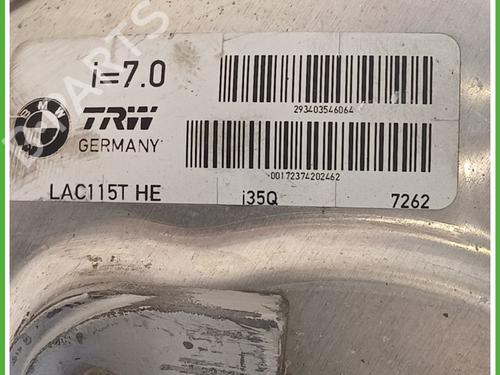 i=7.0
293403546064
BMW
TRW
GERMANY
00172374202462
LAC115T HE i35Q 7262